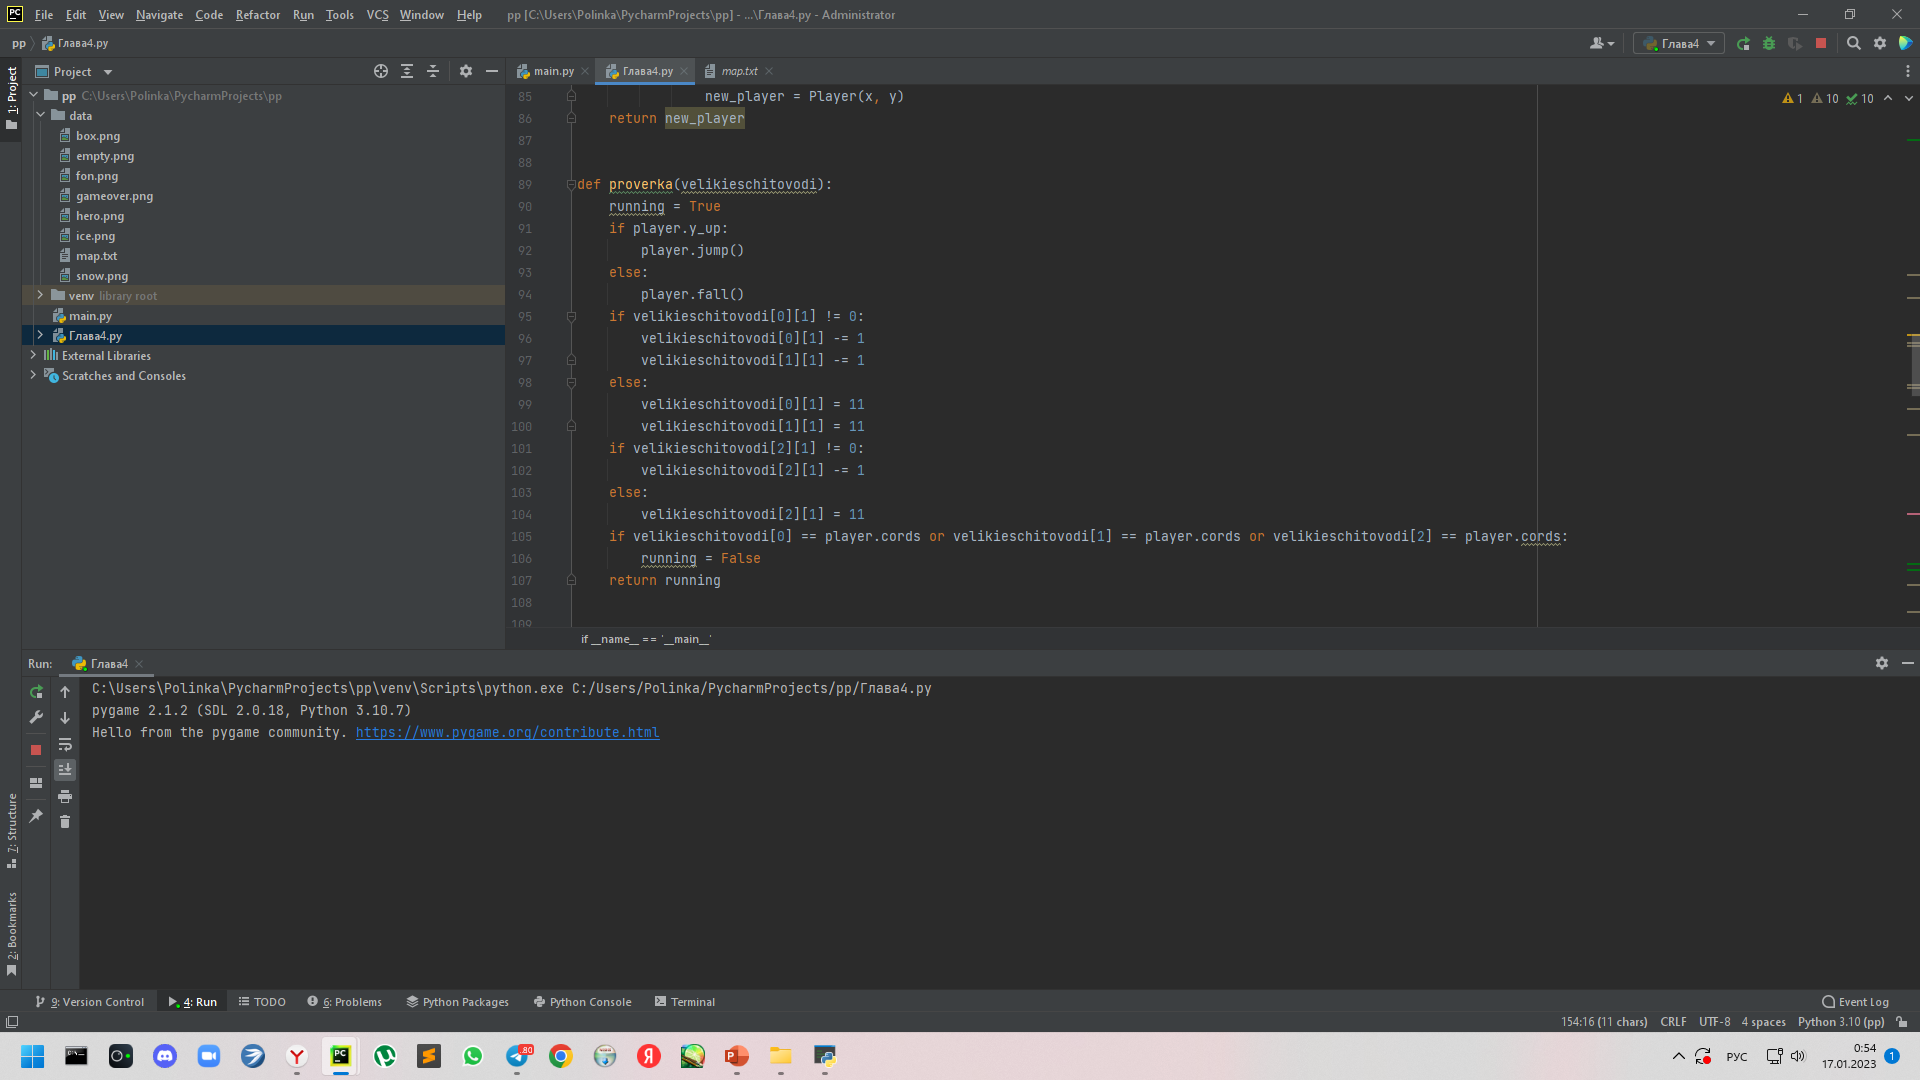 File Edit View Navigate Code Refactor Run Tools VCS Window Help pp [C:\Users\Polinka\PycharmProjects\pp] - ...\Глава4.py - Administrator
pp Глава4.py
Глава4
Project
main.py
Глава4.py
map.txt
1: Project
pp C:\Users\Polinka\PycharmProjects\pp
data
box.png
empty.png
fon.png
gameover.png
hero.png
ice.png
map.txt
snow.png
venv library root
main.py
Глава4.py
External Libraries
Scratches and Consoles
1 10 10
85 new_player = Player(x, y)
86 return new_player
87
88
89 def proverka(velikieschitovodi):
90 running = True
91 if player.y_up:
92 player.jump()
93 else:
94 player.fall()
95 if velikieschitovodi[0][1] != 0:
96 velikieschitovodi[0][1] -= 1
97 velikieschitovodi[1][1] -= 1
98 else:
99 velikieschitovodi[0][1] = 11
100 velikieschitovodi[1][1] = 11
101 if velikieschitovodi[2][1] != 0:
102 velikieschitovodi[2][1] -= 1
103 else:
104 velikieschitovodi[2][1] = 11
105 if velikieschitovodi[0] == player.cords or velikieschitovodi[1] == player.cords or velikieschitovodi[2] == player.cords:
106 running = False
107 return running
108
109
if __name__ == '__main__'
Run: Глава4
C:\Users\Polinka\PycharmProjects\pp\venv\Scripts\python.exe C:/Users/Polinka/PycharmProjects/pp/Глава4.py
pygame 2.1.2 (SDL 2.0.18, Python 3.10.7)
Hello from the pygame community. https://www.pygame.org/contribute.html
7: Structure
2: Bookmarks
9: Version Control 4: Run TODO 6: Problems Python Packages Python Console Terminal Event Log
154:16 (11 chars) CRLF UTF-8 4 spaces Python 3.10 (pp)
80
РУС
0:54
17.01.2023
1